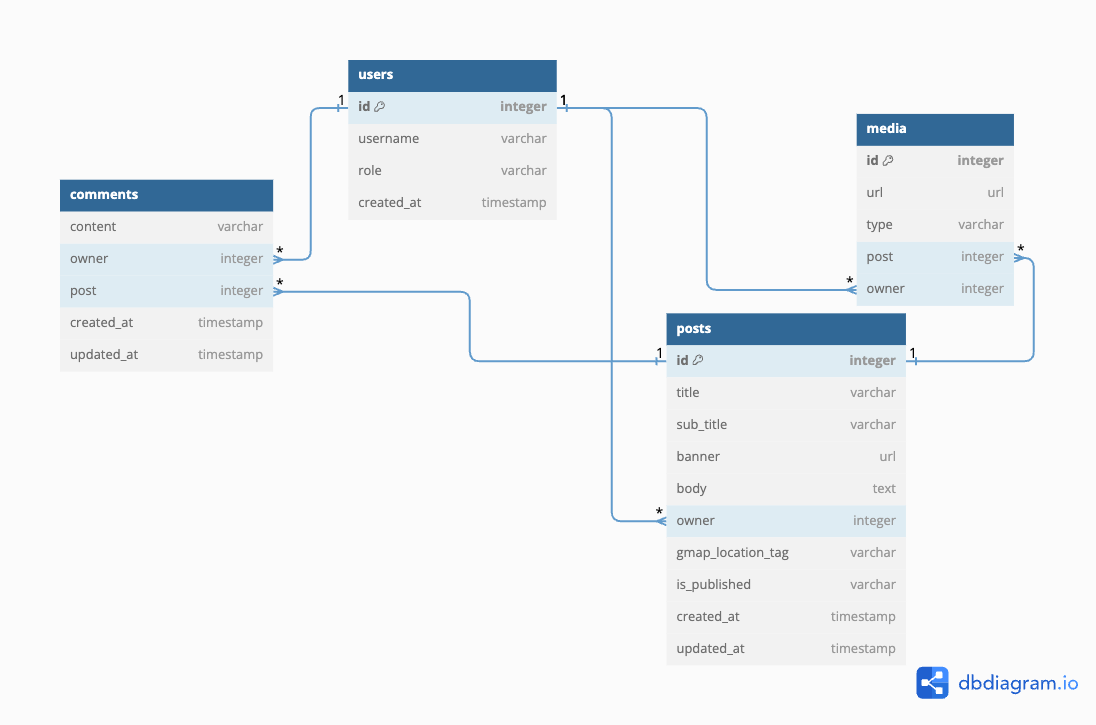 users
1
id integer
1
username varchar
role varchar
created_at timestamp
media
id integer
url url
type varchar
post integer
*
owner integer
*
comments
content varchar
owner integer
*
post integer
*
created_at timestamp
updated_at timestamp
posts
1
id integer
1
title varchar
sub_title varchar
banner url
body text
*
owner integer
gmap_location_tag varchar
is_published varchar
created_at timestamp
updated_at timestamp
dbdiagram.io